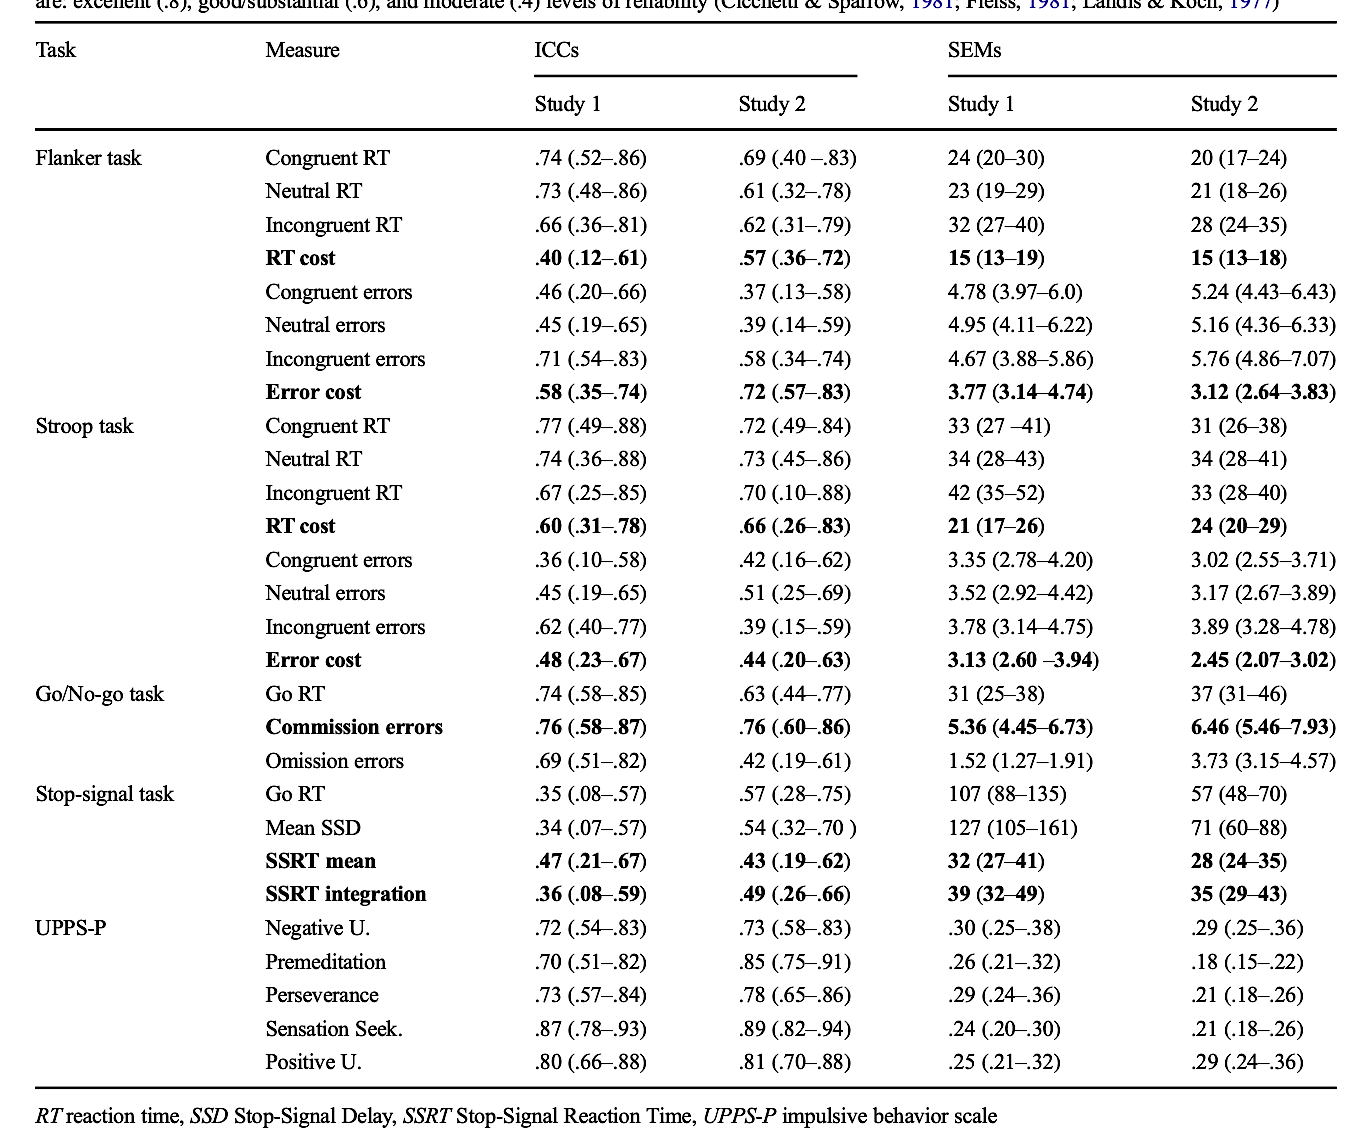 are: excellent (.8), good/substantial (.6), and moderate (.4) levels of reliability (Cicchetti & Sparrow, 1981; Fleiss, 1981; Landis & Koch, 1977)
Task Measure ICCs SEMs
Study 1 Study 2 Study 1 Study 2
Flanker task Congruent RT .74 (.52–.86) .69 (.40 –.83) 24 (20–30) 20 (17–24)
Neutral RT .73 (.48–.86) .61 (.32–.78) 23 (19–29) 21 (18–26)
Incongruent RT .66 (.36–.81) .62 (.31–.79) 32 (27–40) 28 (24–35)
RT cost .40 (.12–.61) .57 (.36–.72) 15 (13–19) 15 (13–18)
Congruent errors .46 (.20–.66) .37 (.13–.58) 4.78 (3.97–6.0) 5.24 (4.43–6.43)
Neutral errors .45 (.19–.65) .39 (.14–.59) 4.95 (4.11–6.22) 5.16 (4.36–6.33)
Incongruent errors .71 (.54–.83) .58 (.34–.74) 4.67 (3.88–5.86) 5.76 (4.86–7.07)
Error cost .58 (.35–.74) .72 (.57–.83) 3.77 (3.14–4.74) 3.12 (2.64–3.83)
Stroop task Congruent RT .77 (.49–.88) .72 (.49–.84) 33 (27 –41) 31 (26–38)
Neutral RT .74 (.36–.88) .73 (.45–.86) 34 (28–43) 34 (28–41)
Incongruent RT .67 (.25–.85) .70 (.10–.88) 42 (35–52) 33 (28–40)
RT cost .60 (.31–.78) .66 (.26–.83) 21 (17–26) 24 (20–29)
Congruent errors .36 (.10–.58) .42 (.16–.62) 3.35 (2.78–4.20) 3.02 (2.55–3.71)
Neutral errors .45 (.19–.65) .51 (.25–.69) 3.52 (2.92–4.42) 3.17 (2.67–3.89)
Incongruent errors .62 (.40–.77) .39 (.15–.59) 3.78 (3.14–4.75) 3.89 (3.28–4.78)
Error cost .48 (.23–.67) .44 (.20–.63) 3.13 (2.60 –3.94) 2.45 (2.07–3.02)
Go/No-go task Go RT .74 (.58–.85) .63 (.44–.77) 31 (25–38) 37 (31–46)
Commission errors .76 (.58–.87) .76 (.60–.86) 5.36 (4.45–6.73) 6.46 (5.46–7.93)
Omission errors .69 (.51–.82) .42 (.19–.61) 1.52 (1.27–1.91) 3.73 (3.15–4.57)
Stop-signal task Go RT .35 (.08–.57) .57 (.28–.75) 107 (88–135) 57 (48–70)
Mean SSD .34 (.07–.57) .54 (.32–.70 ) 127 (105–161) 71 (60–88)
SSRT mean .47 (.21–.67) .43 (.19–.62) 32 (27–41) 28 (24–35)
SSRT integration .36 (.08–.59) .49 (.26–.66) 39 (32–49) 35 (29–43)
UPPS-P Negative U. .72 (.54–.83) .73 (.58–.83) .30 (.25–.38) .29 (.25–.36)
Premeditation .70 (.51–.82) .85 (.75–.91) .26 (.21–.32) .18 (.15–.22)
Perseverance .73 (.57–.84) .78 (.65–.86) .29 (.24–.36) .21 (.18–.26)
Sensation Seek. .87 (.78–.93) .89 (.82–.94) .24 (.20–.30) .21 (.18–.26)
Positive U. .80 (.66–.88) .81 (.70–.88) .25 (.21–.32) .29 (.24–.36)
RT reaction time, SSD Stop-Signal Delay, SSRT Stop-Signal Reaction Time, UPPS-P impulsive behavior scale